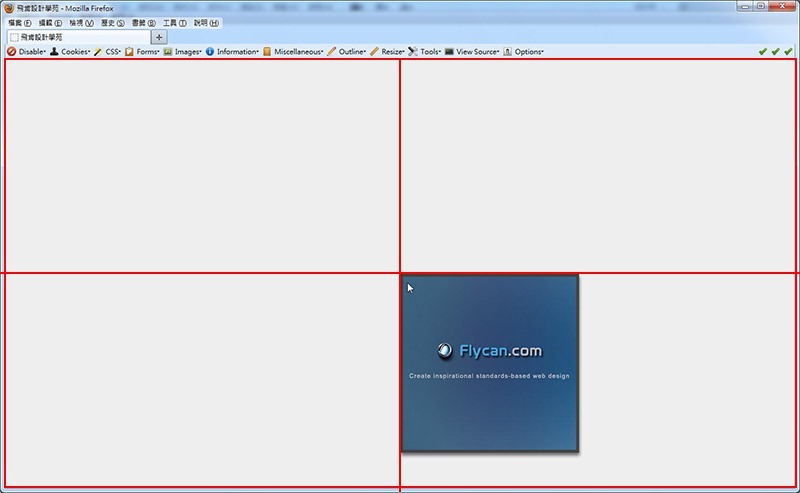 飛肯設計學苑 - Mozilla Firefox
檔案(F) 編輯(E) 檢視(V) 歷史(S) 書籤(B) 工具(T) 說明(H)
飛肯設計學苑 +
Disable Cookies CSS Forms Images Information Miscellaneous Outline Resize Tools View Source Options
Flycan.com
Create inspirational standards-based web design